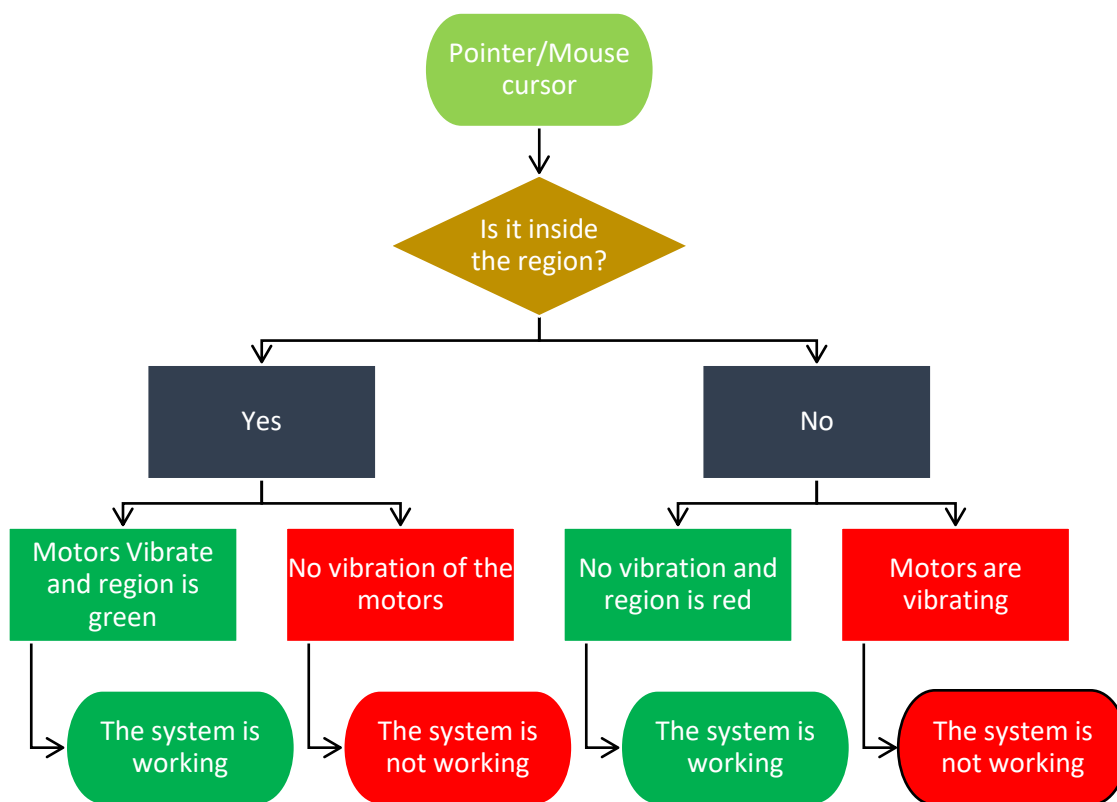 Pointer/Mouse
cursor
Is it inside
the region?
Yes
No
Motors Vibrate
and region is
green
No vibration of the
motors
No vibration and
region is red
Motors are
vibrating
The system is
working
The system is
not working
The system is
working
The system is
not working